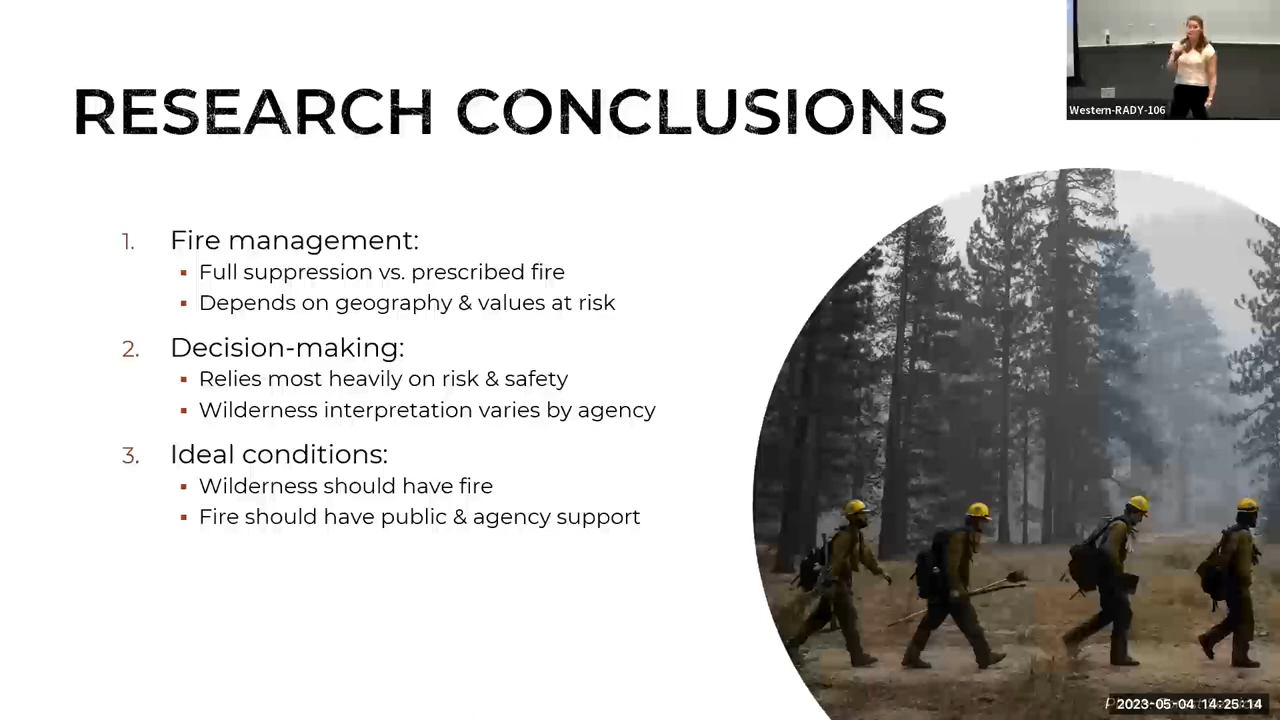 RESEARCH CONCLUSIONS
Western-RADY-106
1. Fire management:
▪ Full suppression vs. prescribed fire
▪ Depends on geography & values at risk
2. Decision-making:
▪ Relies most heavily on risk & safety
▪ Wilderness interpretation varies by agency
3. Ideal conditions:
▪ Wilderness should have fire
▪ Fire should have public & agency support
2023-05-04 14:25:14